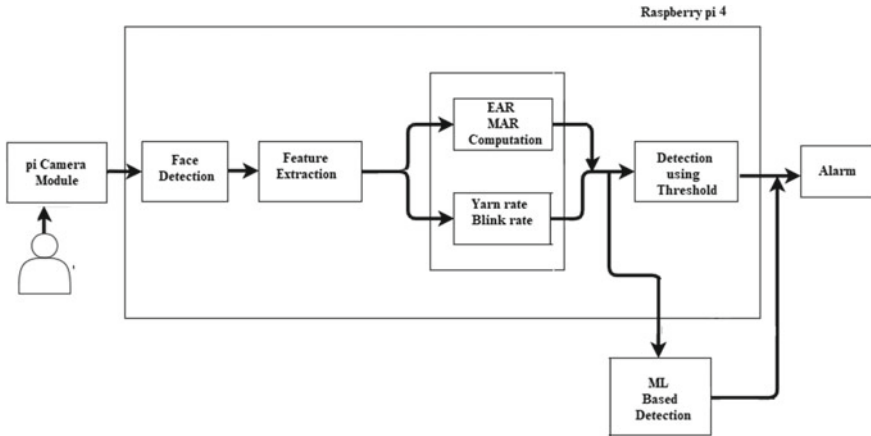 Raspberry pi 4
pi Camera
Module
Face
Detection
Feature
Extraction
EAR
MAR
Computation
Yarn rate
Blink rate
Detection
using
Threshold
Alarm
ML
Based
Detection